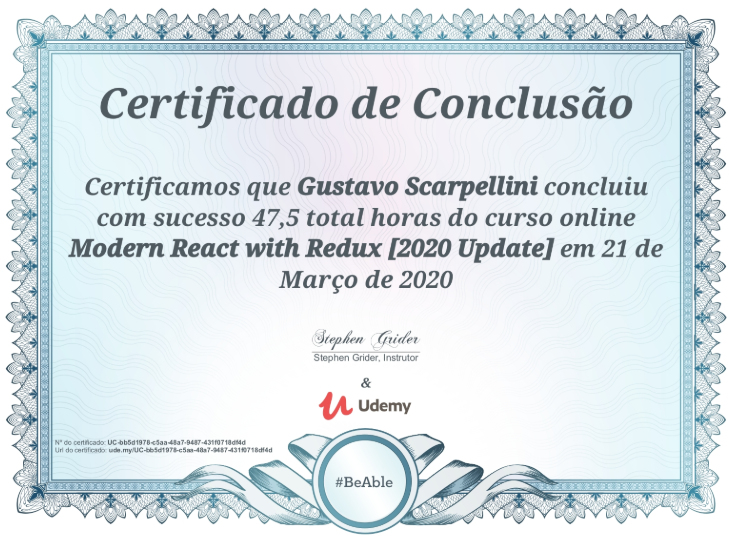 Certificado de Conclusão
Certificamos que Gustavo Scarpellini concluiu
com sucesso 47,5 total horas do curso online
Modern React with Redux [2020 Update] em 21 de
Março de 2020
Stephen Grider
Stephen Grider, Instrutor
&
Udemy
Nº do certificado: UC-bb5d1978-c5aa-48a7-9487-431f0718df4d
Url do certificado: ude.my/UC-bb5d1978-c5aa-48a7-9487-431f0718df4d
#BeAble